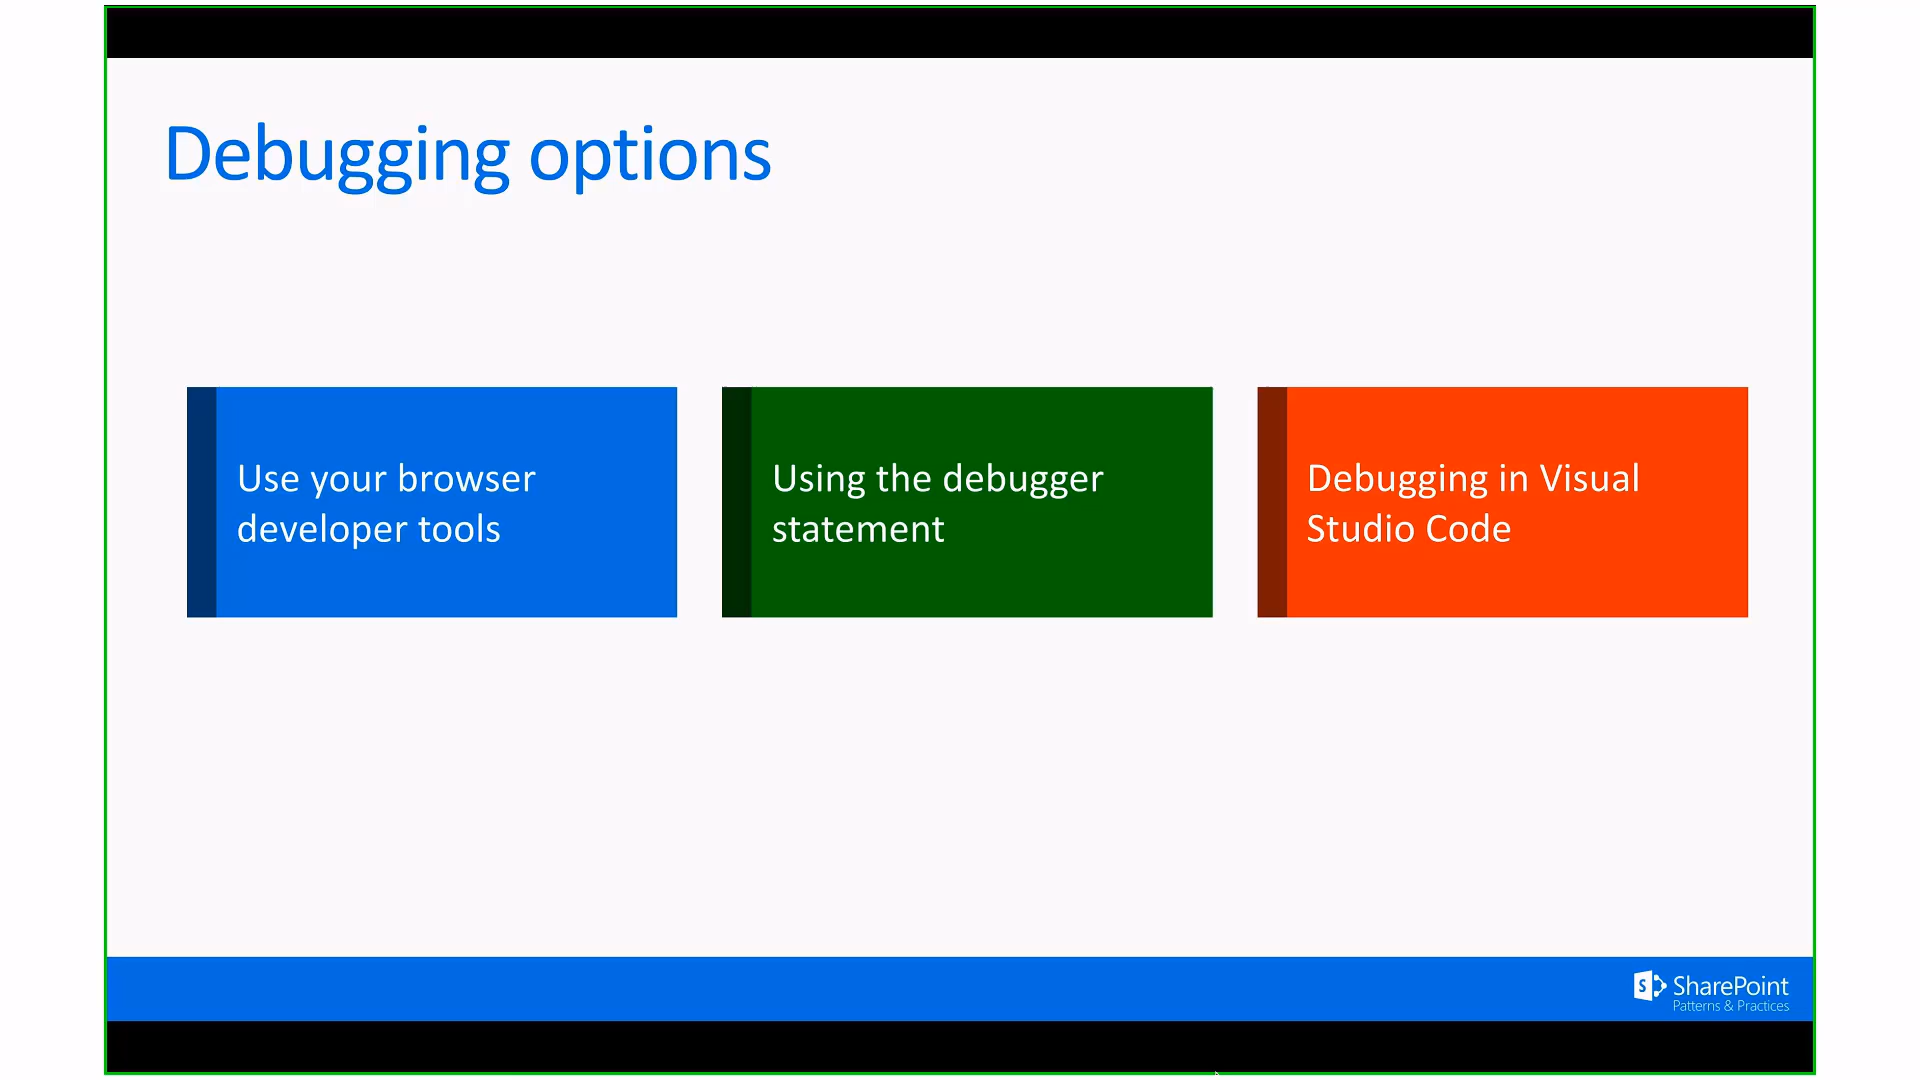 Debugging options
Use your browser
developer tools
Using the debugger
statement
Debugging in Visual
Studio Code
S SharePoint
Patterns & Practices